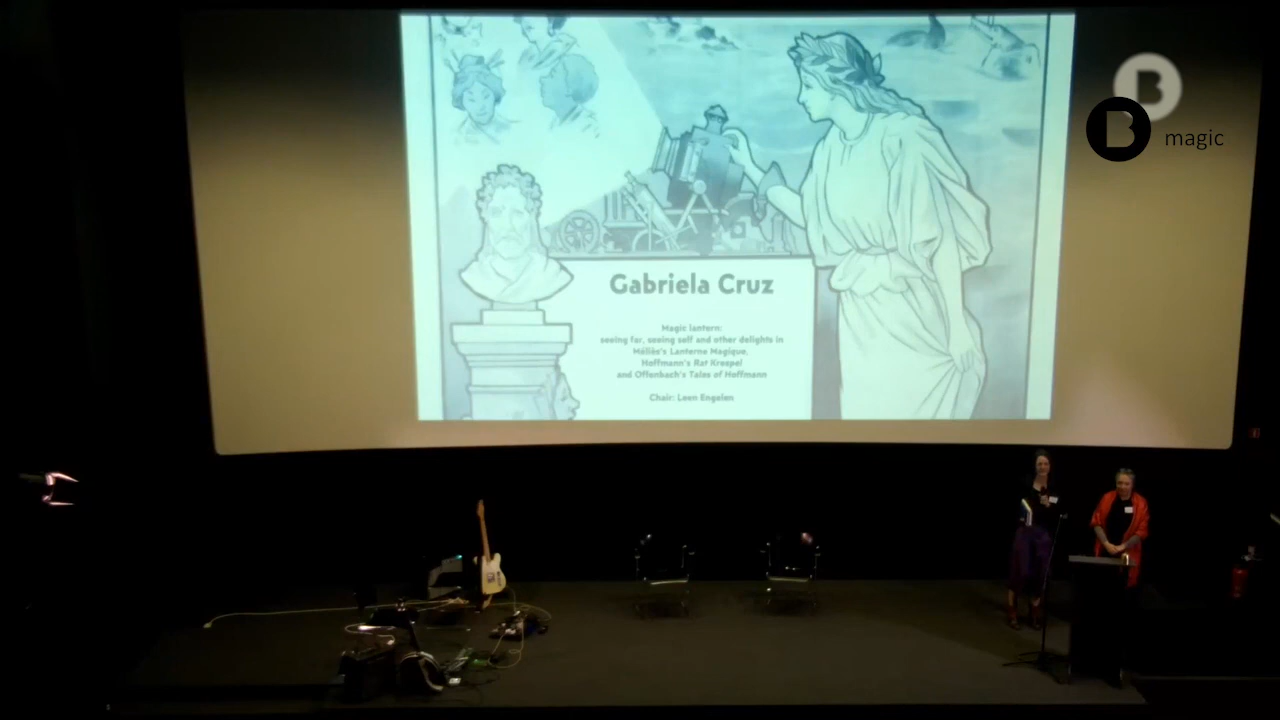 B
B magic
Gabriela Cruz
Magic lantern:
seeing far, seeing self and other delights in
Méliès's Lanterne Magique,
Hoffmann's Rat Kreepel
and Offenbach's Tales of Hoffmann
Chair: Leen Engelen